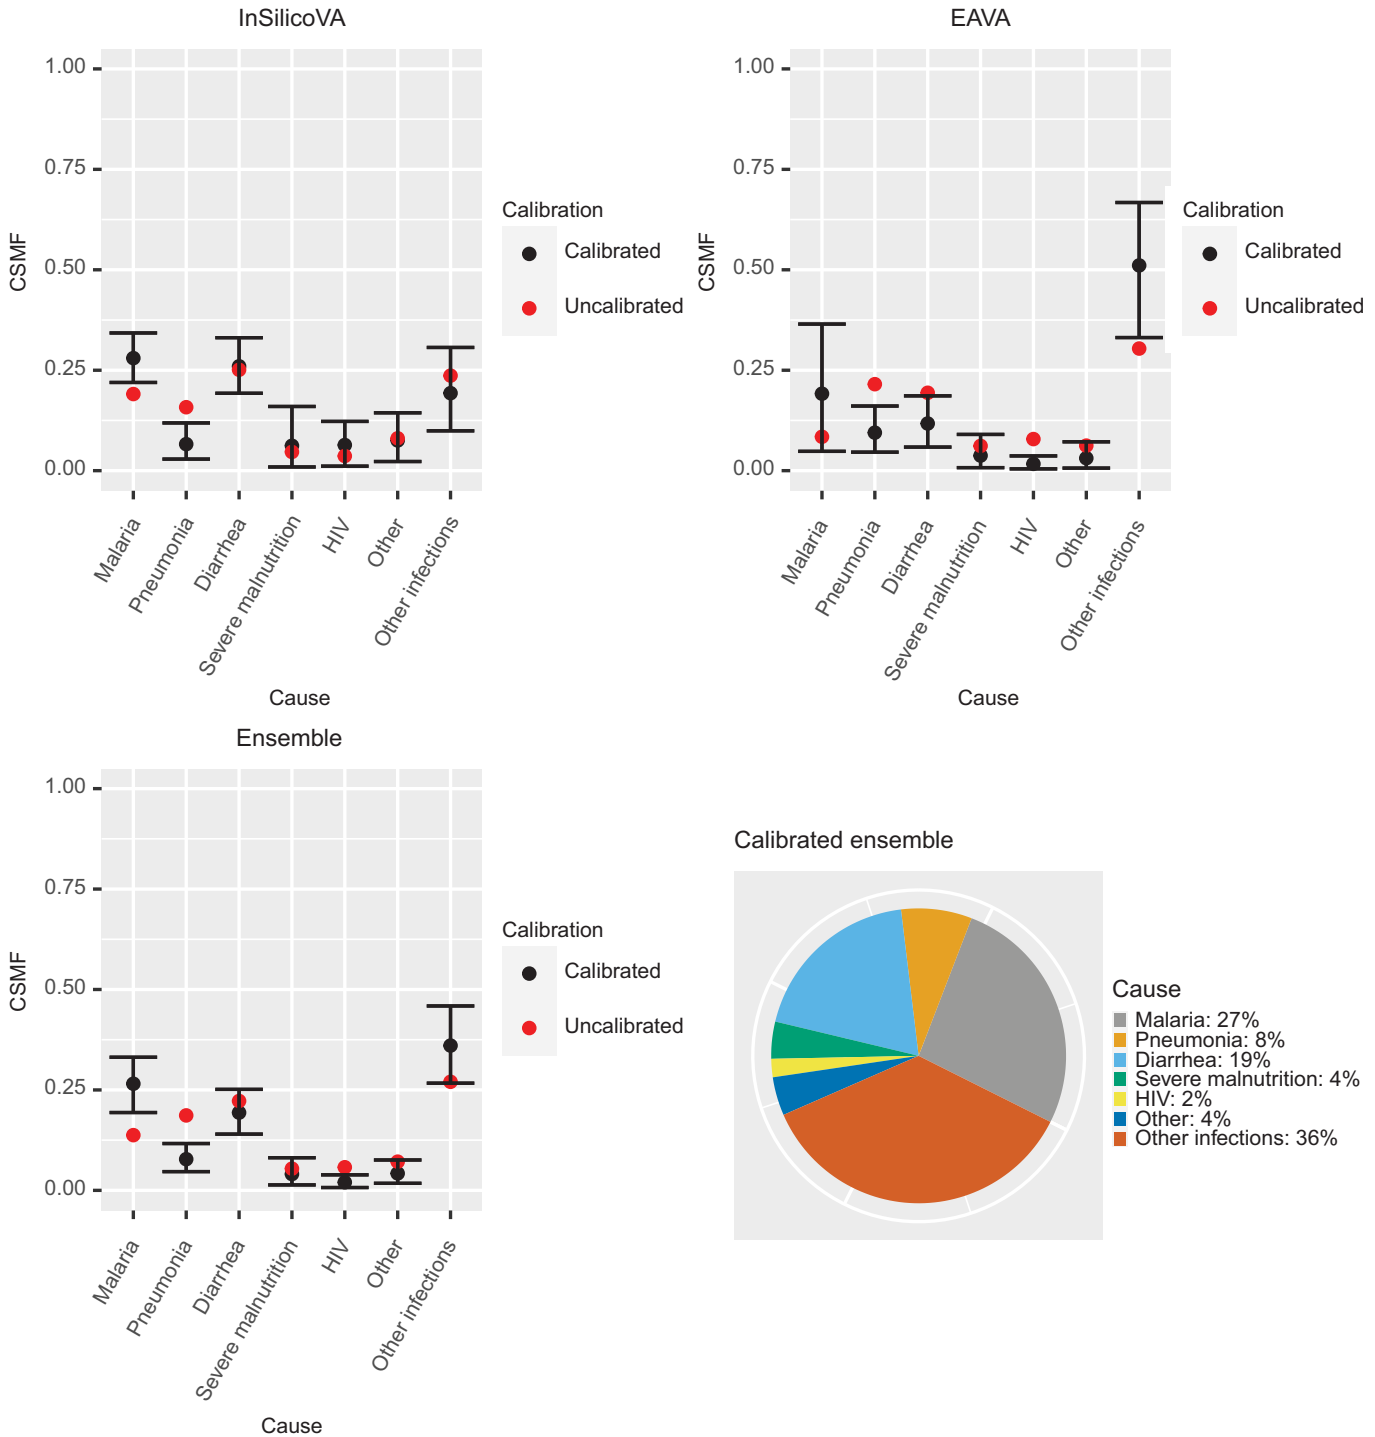 InSilicoVA
1.00
0.75
0.50
0.25
0.00
CSMF
Malaria
Pneumonia
Diarrhea
Severe malnutrition
HIV
Other
Other infections
Cause
Calibration
Calibrated
Uncalibrated
EAVA
1.00
0.75
0.50
0.25
0.00
CSMF
Malaria
Pneumonia
Diarrhea
Severe malnutrition
HIV
Other
Other infections
Cause
Calibration
Calibrated
Uncalibrated
Ensemble
1.00
0.75
0.50
0.25
0.00
CSMF
Malaria
Pneumonia
Diarrhea
Severe malnutrition
HIV
Other
Other infections
Cause
Calibration
Calibrated
Uncalibrated
Calibrated ensemble
Cause
Malaria: 27%
Pneumonia: 8%
Diarrhea: 19%
Severe malnutrition: 4%
HIV: 2%
Other: 4%
Other infections: 36%